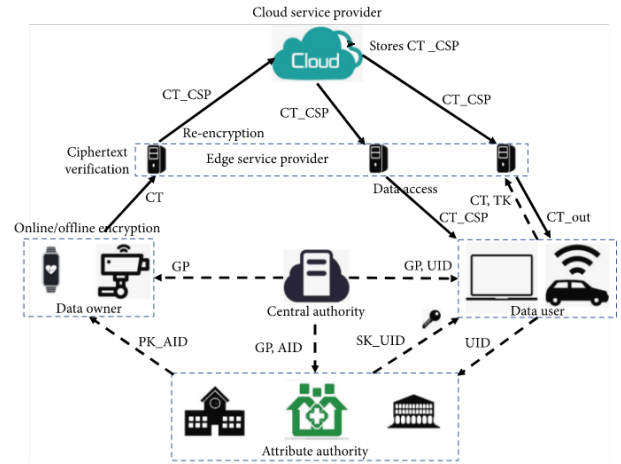 Cloud service provider
Cloud
Stores CT _CSP
CT_CSP
CT_CSP
CT_CSP
Re-encryption
Ciphertext
verification
Edge service provider
Data access
CT
CT, TK
CT_CSP
CT_out
Online/offline encryption
GP
GP, UID
Data owner
Central authority
Data user
PK_AID
GP, AID
SK_UID
UID
Attribute authority